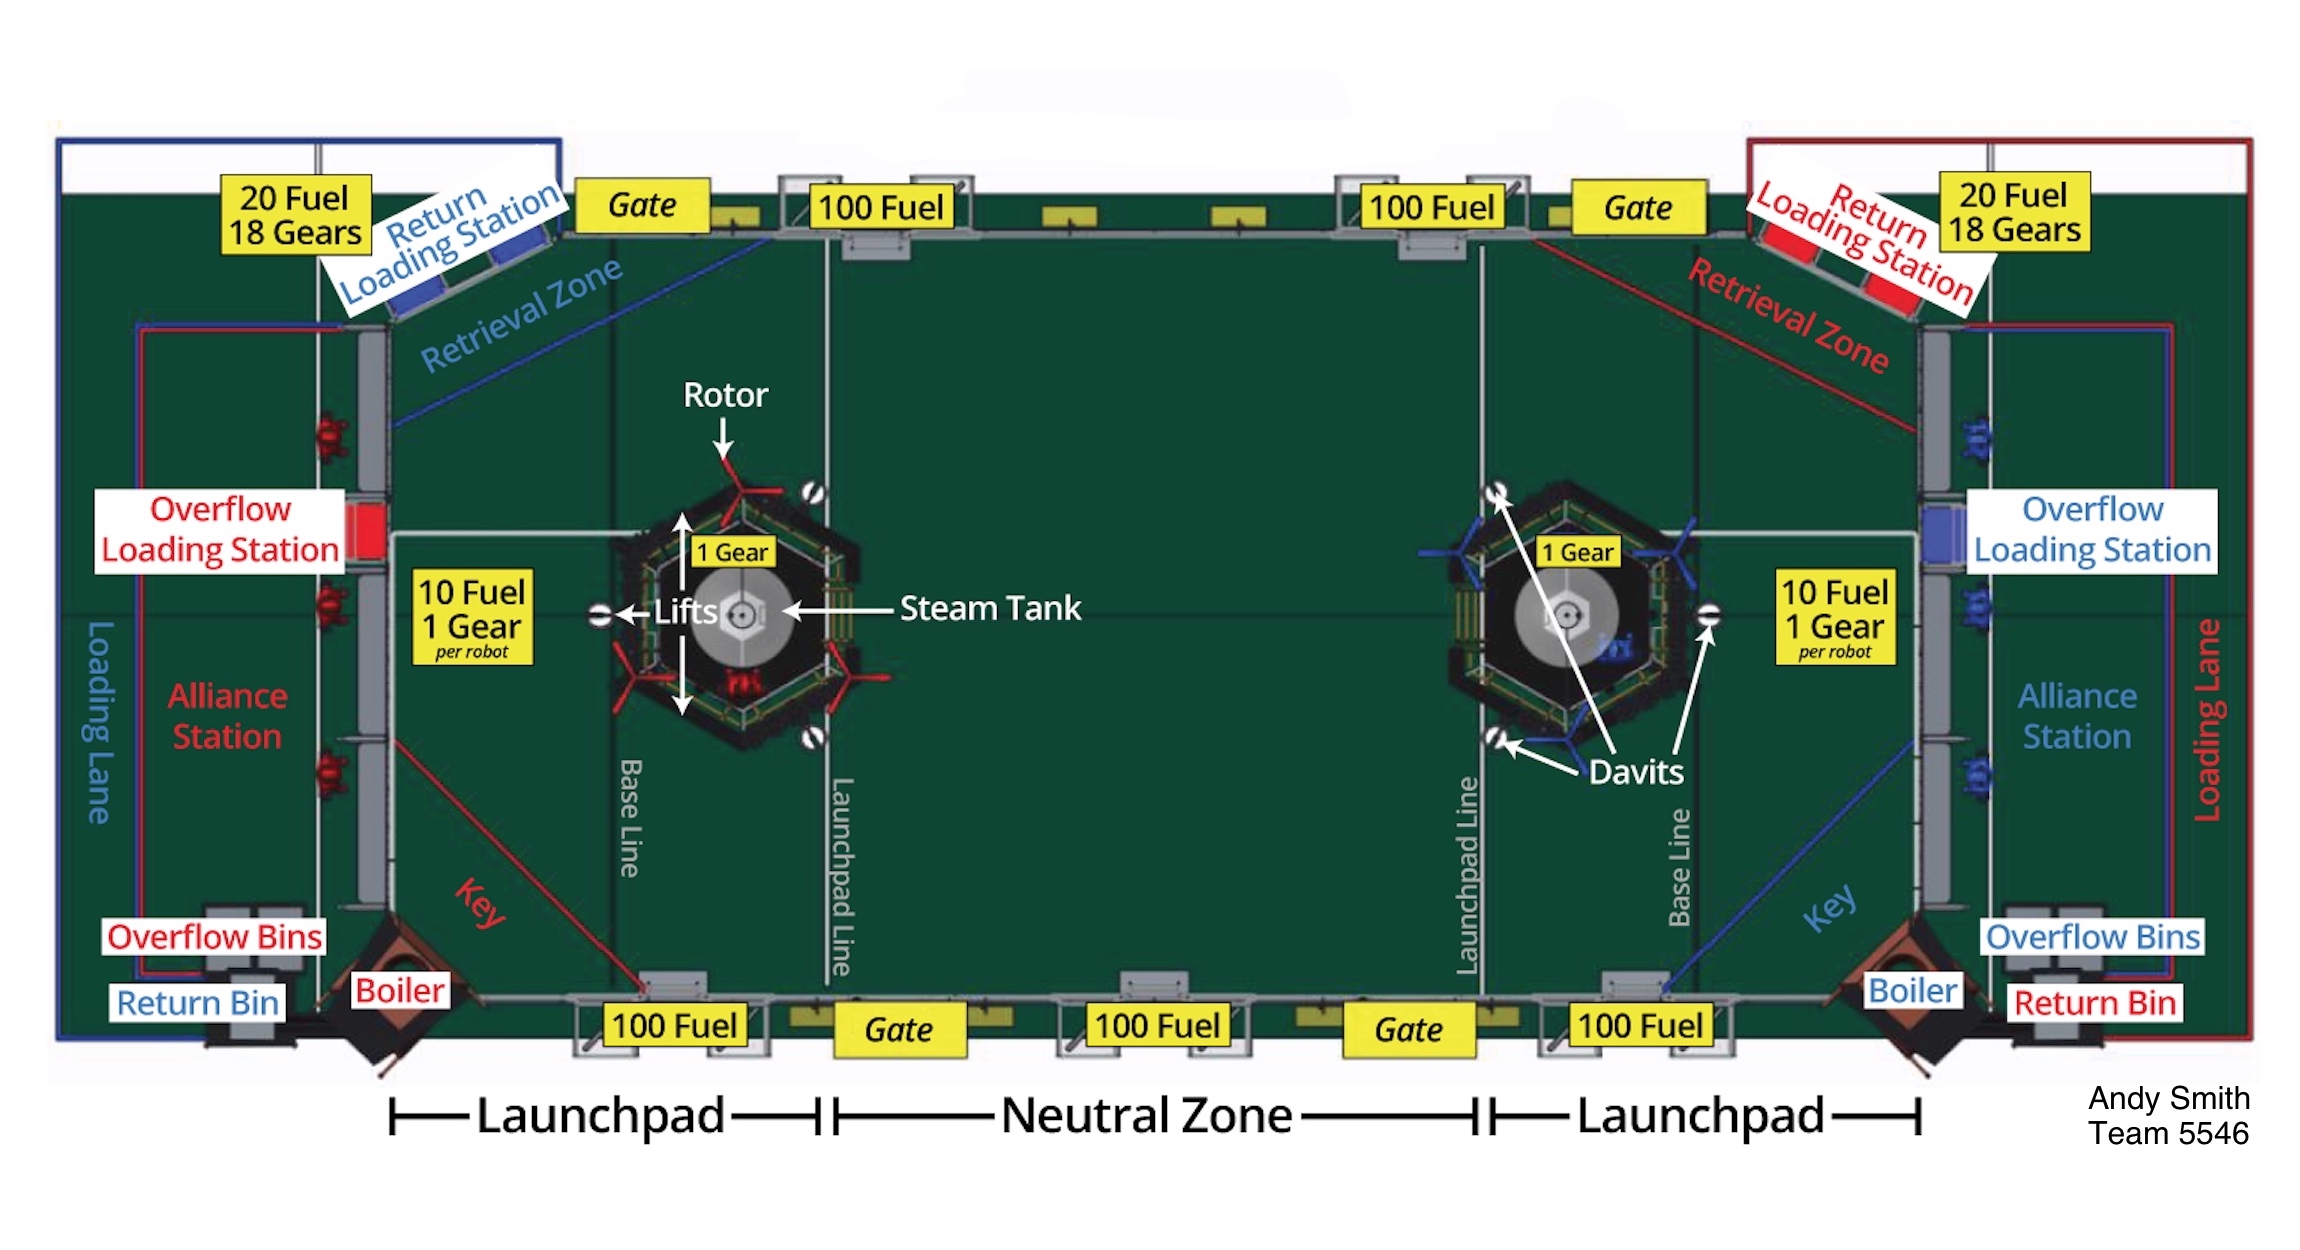 20 Fuel
18 Gears
Return
Loading Station
Gate
100 Fuel
100 Fuel
Gate
Return
Loading Station
20 Fuel
18 Gears
Retrieval Zone
Retrieval Zone
Rotor
Overflow
Loading Station
1 Gear
1 Gear
Overflow
Loading Station
10 Fuel
1 Gear
per robot
Lifts
Steam Tank
10 Fuel
1 Gear
per robot
Loading Lane
Alliance
Station
Base Line
Launchpad Line
Launchpad Line
Davits
Base Line
Alliance
Station
Loading Lane
Key
Key
Overflow Bins
Return Bin
Boiler
Boiler
Overflow Bins
Return Bin
100 Fuel
Gate
100 Fuel
Gate
100 Fuel
Launchpad
Neutral Zone
Launchpad
Andy Smith
Team 5546